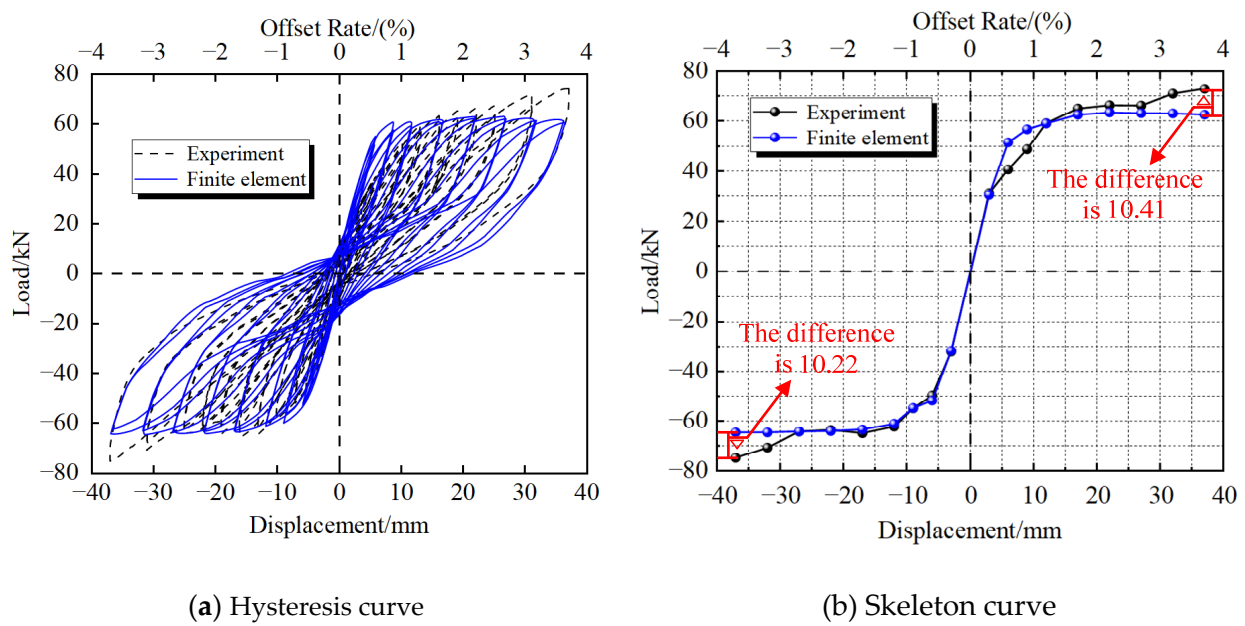 Offset Rate/(%)
−4 −3 −2 −1 0 1 2 3 4
80
60
40
20
0
−20
−40
−60
−80
Load/kN
Experiment
Finite element
−40 −30 −20 −10 0 10 20 30 40
Displacement/mm
(a) Hysteresis curve
Offset Rate/(%)
−4 −3 −2 −1 0 1 2 3 4
80
60
40
20
0
−20
−40
−60
−80
Load/kN
Experiment
Finite element
The difference
is 10.41
The difference
is 10.22
−40 −30 −20 −10 0 10 20 30 40
Displacement/mm
(b) Skeleton curve